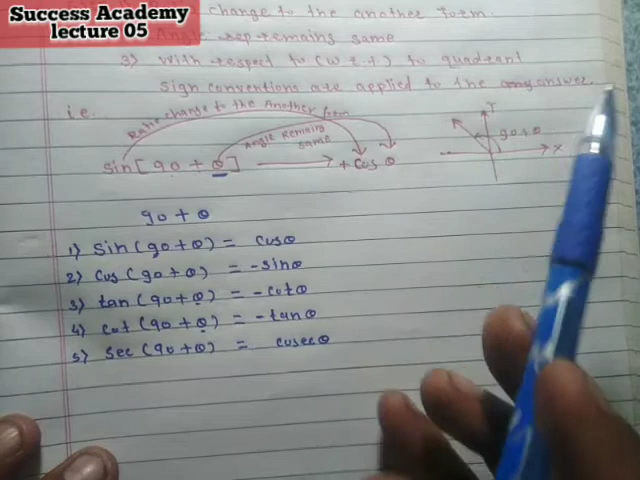 Success Academy
lecture 05
change to the another form.
Angle rep remains same
3) with respect to (w.r.t) to quadrant
sign conventions are applied to the answer.
i.e.
Ratio change to the Another form
Angle Remains same
sin[90 + θ] → + cos θ
Y
90+θ
X
90 + θ
1) sin(90+θ) = cosθ
2) cos(90+θ) = -sinθ
3) tan(90+θ) = -cotθ
4) cot(90+θ) = -tanθ
5) sec(90+θ) = cosecθ